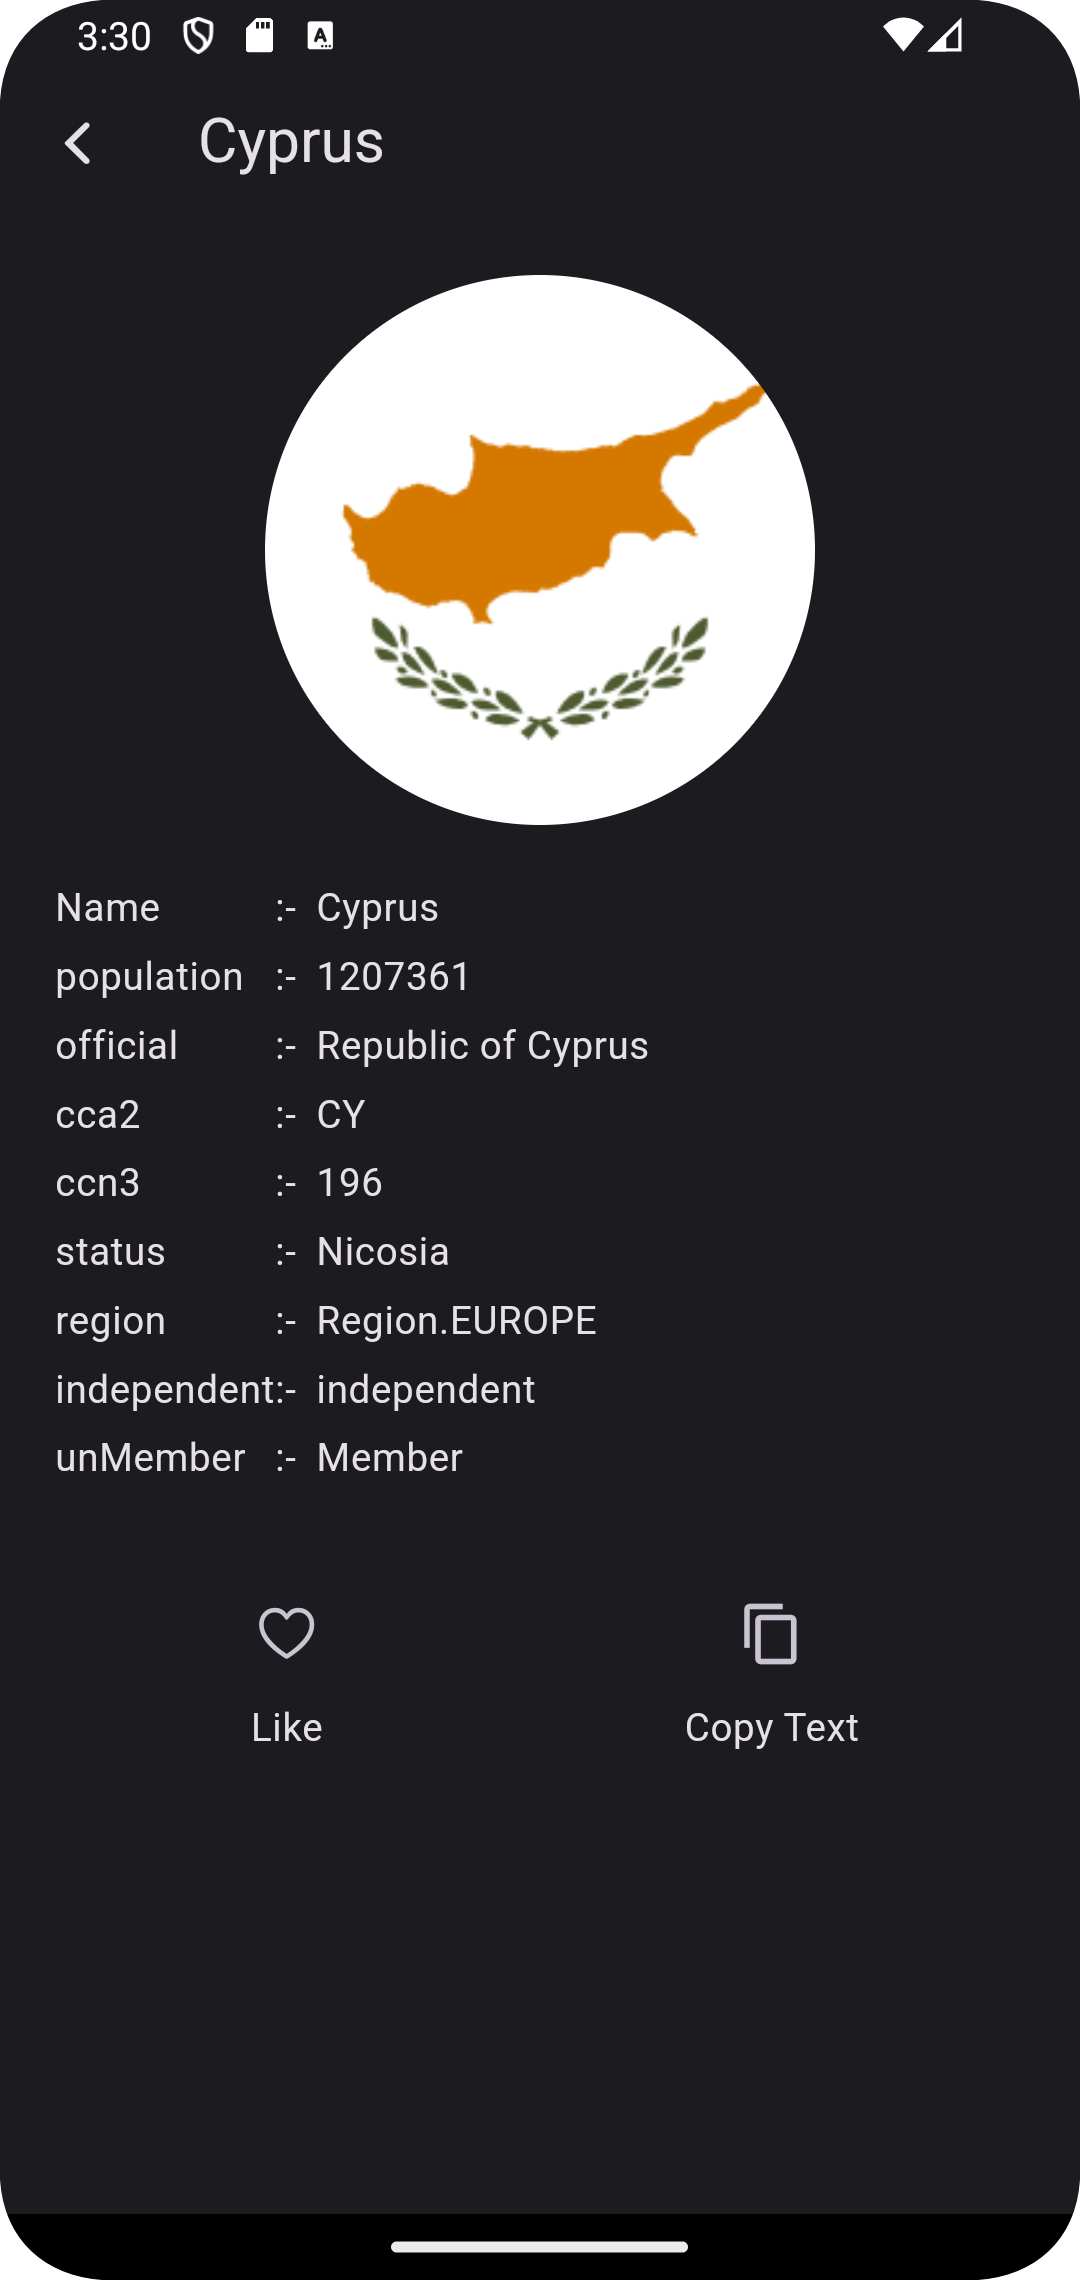 3:30
Cyprus
Name :- Cyprus
population :- 1207361
official :- Republic of Cyprus
cca2 :- CY
ccn3 :- 196
status :- Nicosia
region :- Region.EUROPE
independent:- independent
unMember :- Member
Like Copy Text